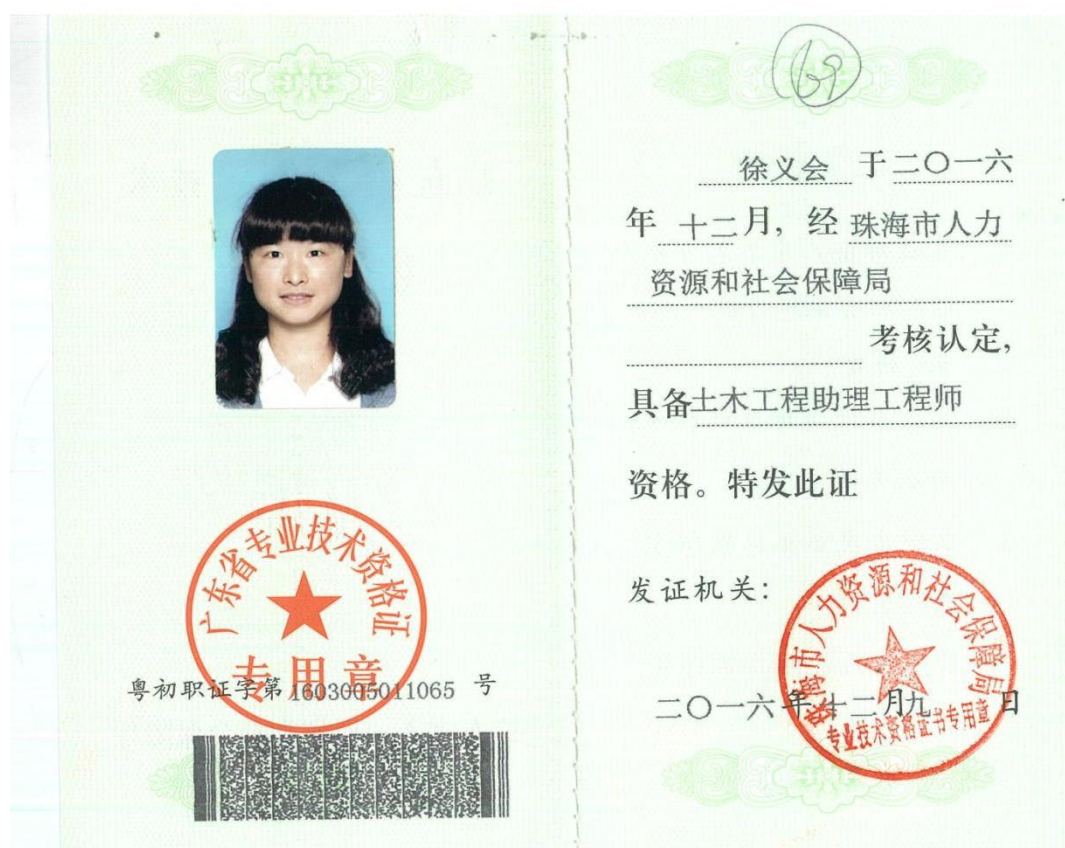 广东省专业技术资格证
专用章
粤初职证字第 1603005011065 号
69
徐义会 于二〇一六
年 十二月，经 珠海市人力
资源和社会保障局
考核认定，
具备土木工程助理工程师
资格。特发此证
发证机关：
珠海市人力资源和社会保障局
专业技术资格证书专用章
二〇一六年十二月九日